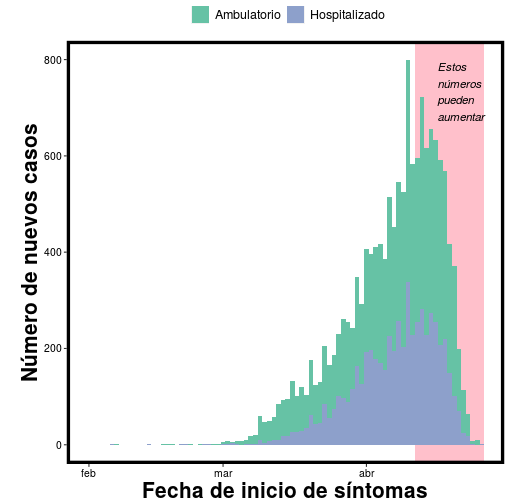 Ambulatorio Hospitalizado
Estos
números
pueden
aumentar
800
600
400
200
0
Número de nuevos casos
feb mar abr
Fecha de inicio de síntomas